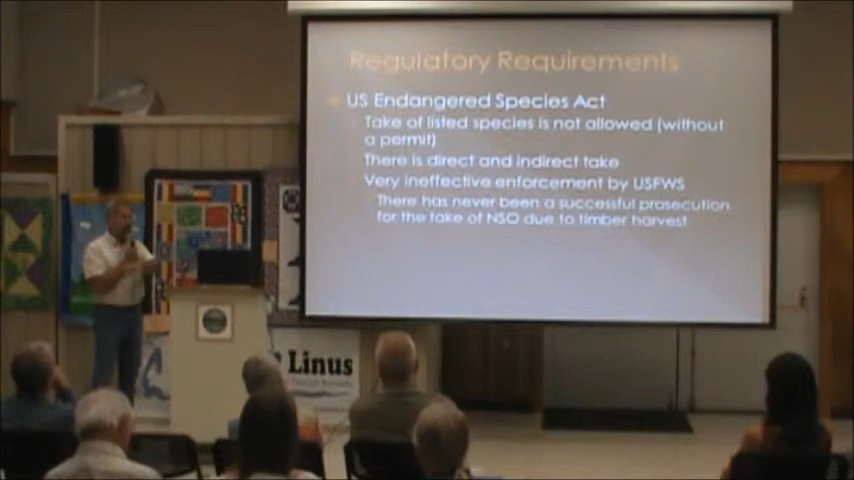 Regulatory Requirements
US Endangered Species Act
Take of listed species is not allowed (without
a permit)
There is direct and indirect take
Very ineffective enforcement by USFWS
There has never been a successful prosecution
for the take of NSO due to timber harvest
Linus